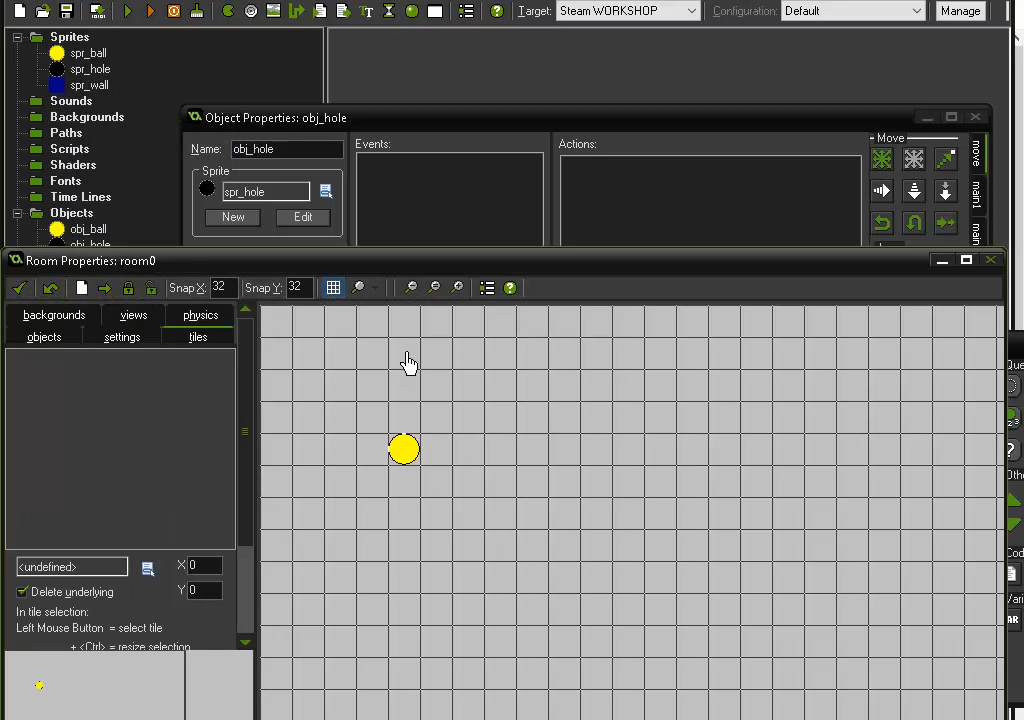 Target: Steam WORKSHOP Configuration: Default Manage
Sprites
spr_ball
spr_hole
spr_wall
Sounds
Backgrounds
Paths
Scripts
Shaders
Fonts
Time Lines
Objects
obj_ball
obj_hole
Object Properties: obj_hole
Name: obj_hole
Sprite
spr_hole
New Edit
Events:
Actions:
Move
move
main1
main
Room Properties: room0
Snap X: 32 Snap Y: 32
backgrounds views physics
objects settings tiles
<undefined> X 0
Delete underlying Y 0
In tile selection:
Left Mouse Button = select tile
+ <Ctrl> = resize selection